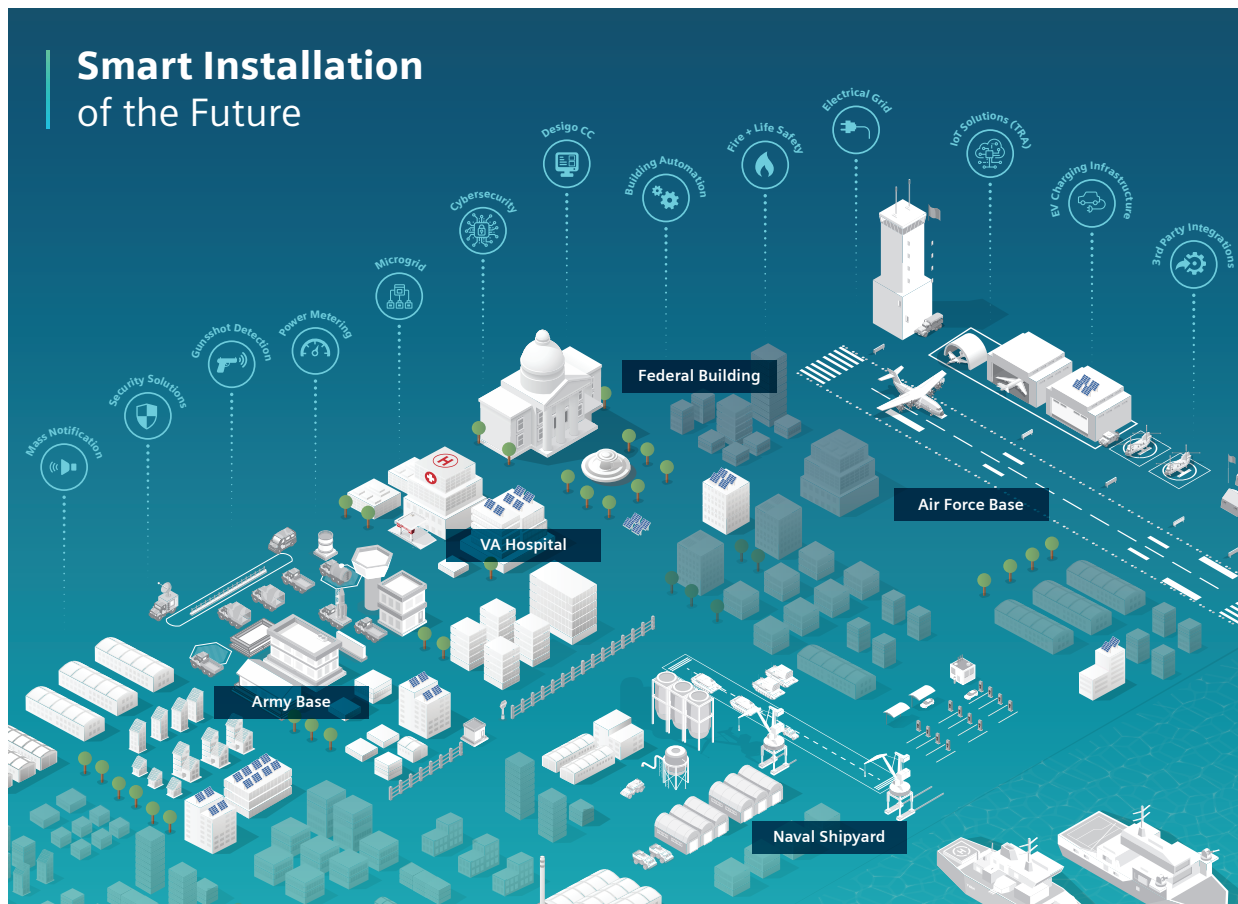 Smart Installation
of the Future
Mass Notification
Security Solutions
Gunsshot Detection
Power Metering
Microgrid
Cybersecurity
Desigo CC
Building Automation
Fire + Life Safety
Electrical Grid
IoT Solutions (TRA)
EV Charging Infrastructure
3rd Party Integrations
Federal Building
H
Air Force Base
VA Hospital
Army Base
Naval Shipyard